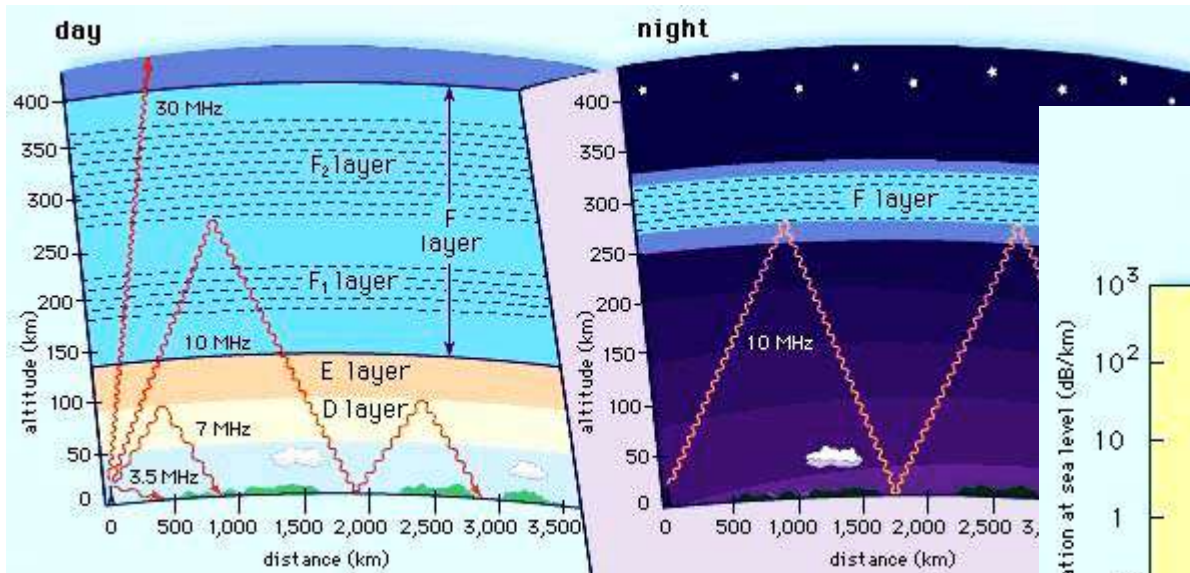 day
400
350
300
250
200
150
100
50
0
altitude (km)
30 MHz
F₂ layer
F
layer
F₁ layer
10 MHz
E layer
D layer
7 MHz
3.5 MHz
0 500 1,000 1,500 2,000 2,500 3,000 3,500
distance (km)
night
400
350
300
250
200
150
100
50
0
altitude (km)
F layer
10 MHz
0 500 1,000 1,500 2,000 2,500
distance (km)
10³
10²
10
1
at sea level (dB/km)